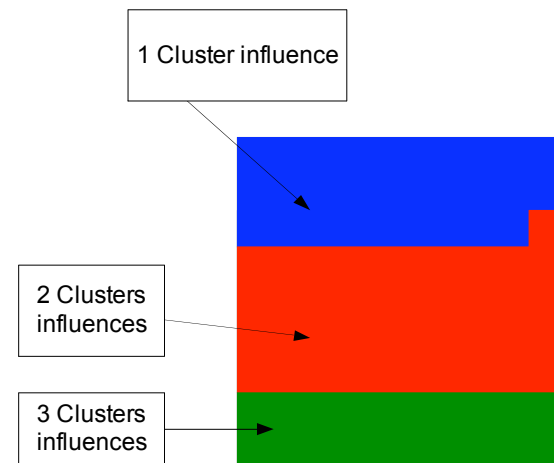 1 Cluster influence
2 Clusters
influences
3 Clusters
influences